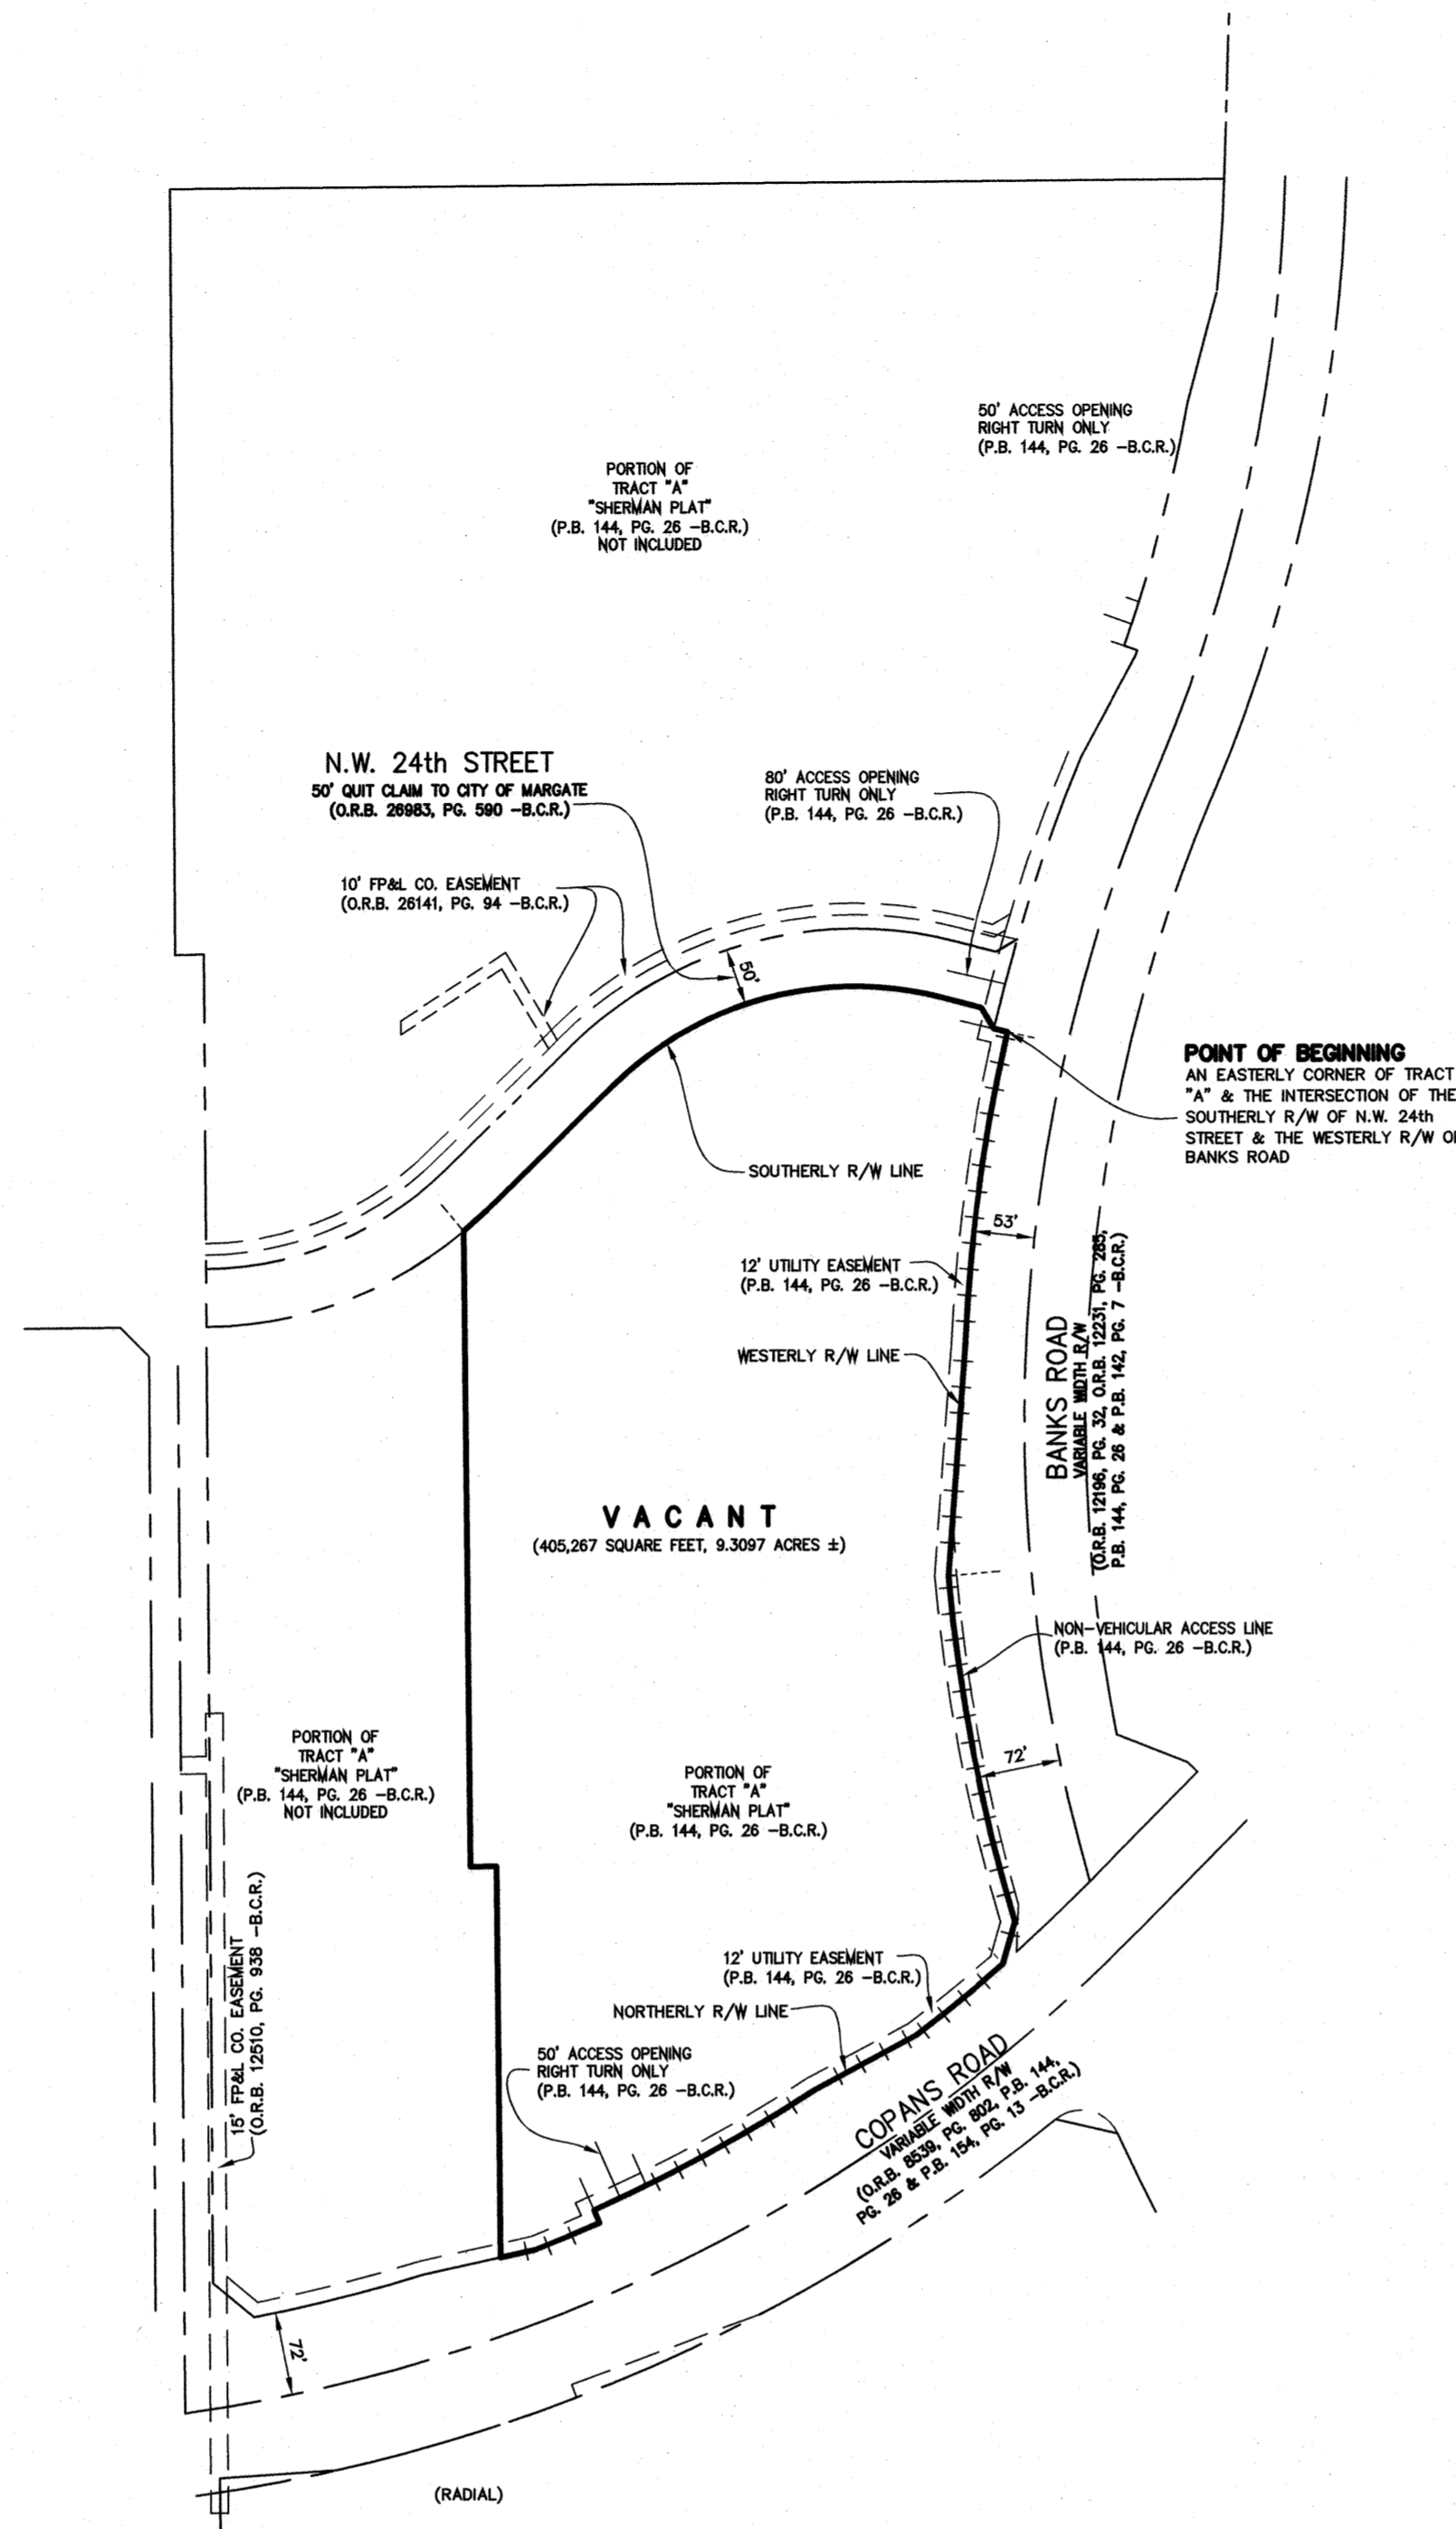 50' ACCESS OPENING
RIGHT TURN ONLY
(P.B. 144, PG. 26 -B.C.R.)
PORTION OF
TRACT "A"
"SHERMAN PLAT"
(P.B. 144, PG. 26 -B.C.R.)
NOT INCLUDED
N.W. 24th STREET
50' QUIT CLAIM TO CITY OF MARGATE
(O.R.B. 26983, PG. 590 -B.C.R.)
80' ACCESS OPENING
RIGHT TURN ONLY
(P.B. 144, PG. 26 -B.C.R.)
10' FP&L CO. EASEMENT
(O.R.B. 26141, PG. 94 -B.C.R.)
50'
POINT OF BEGINNING
AN EASTERLY CORNER OF TRACT
"A" & THE INTERSECTION OF THE
SOUTHERLY R/W OF N.W. 24th
STREET & THE WESTERLY R/W OF
BANKS ROAD
SOUTHERLY R/W LINE
53'
12' UTILITY EASEMENT
(P.B. 144, PG. 26 -B.C.R.)
WESTERLY R/W LINE
BANKS ROAD
VARIABLE WIDTH R/W
(O.R.B. 12196, PG. 32, O.R.B. 12231, PG. 285,
P.B. 144, PG. 26 & P.B. 142, PG. 7 -B.C.R.)
VACANT
(405,267 SQUARE FEET, 9.3097 ACRES ±)
NON-VEHICULAR ACCESS LINE
(P.B. 144, PG. 26 -B.C.R.)
PORTION OF
TRACT "A"
"SHERMAN PLAT"
(P.B. 144, PG. 26 -B.C.R.)
NOT INCLUDED
72'
PORTION OF
TRACT "A"
"SHERMAN PLAT"
(P.B. 144, PG. 26 -B.C.R.)
15' FP&L CO. EASEMENT
(O.R.B. 12510, PG. 938 -B.C.R.)
12' UTILITY EASEMENT
(P.B. 144, PG. 26 -B.C.R.)
NORTHERLY R/W LINE
50' ACCESS OPENING
RIGHT TURN ONLY
(P.B. 144, PG. 26 -B.C.R.)
COPANS ROAD
VARIABLE WIDTH R/W
(O.R.B. 8539, PG. 802, P.B. 144,
PG. 26 & P.B. 154, PG. 13 -B.C.R.)
72'
(RADIAL)